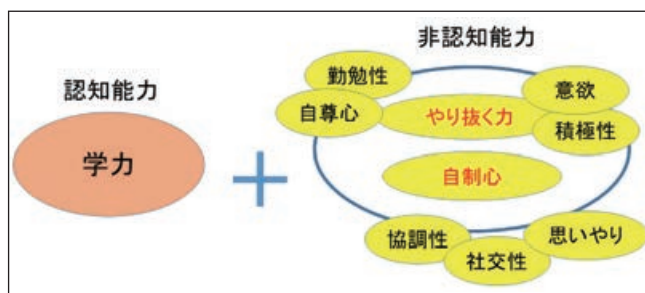 認知能力
学力
+
非認知能力
勤勉性
自尊心
やり抜く力
意欲
積極性
自制心
協調性
社交性
思いやり